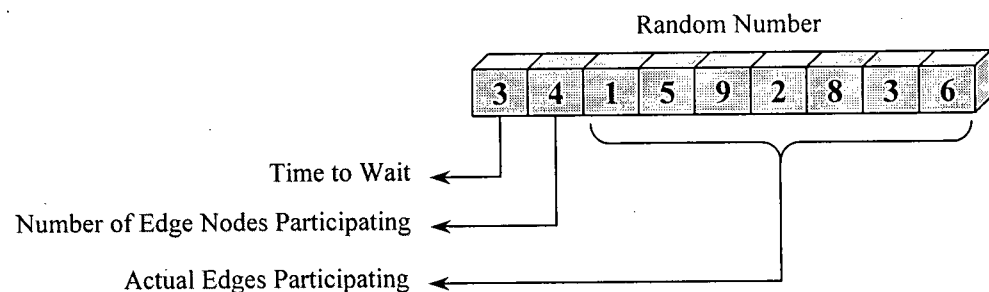 Random Number
3 4 1 5 9 2 8 3 6
Time to Wait
Number of Edge Nodes Participating
Actual Edges Participating